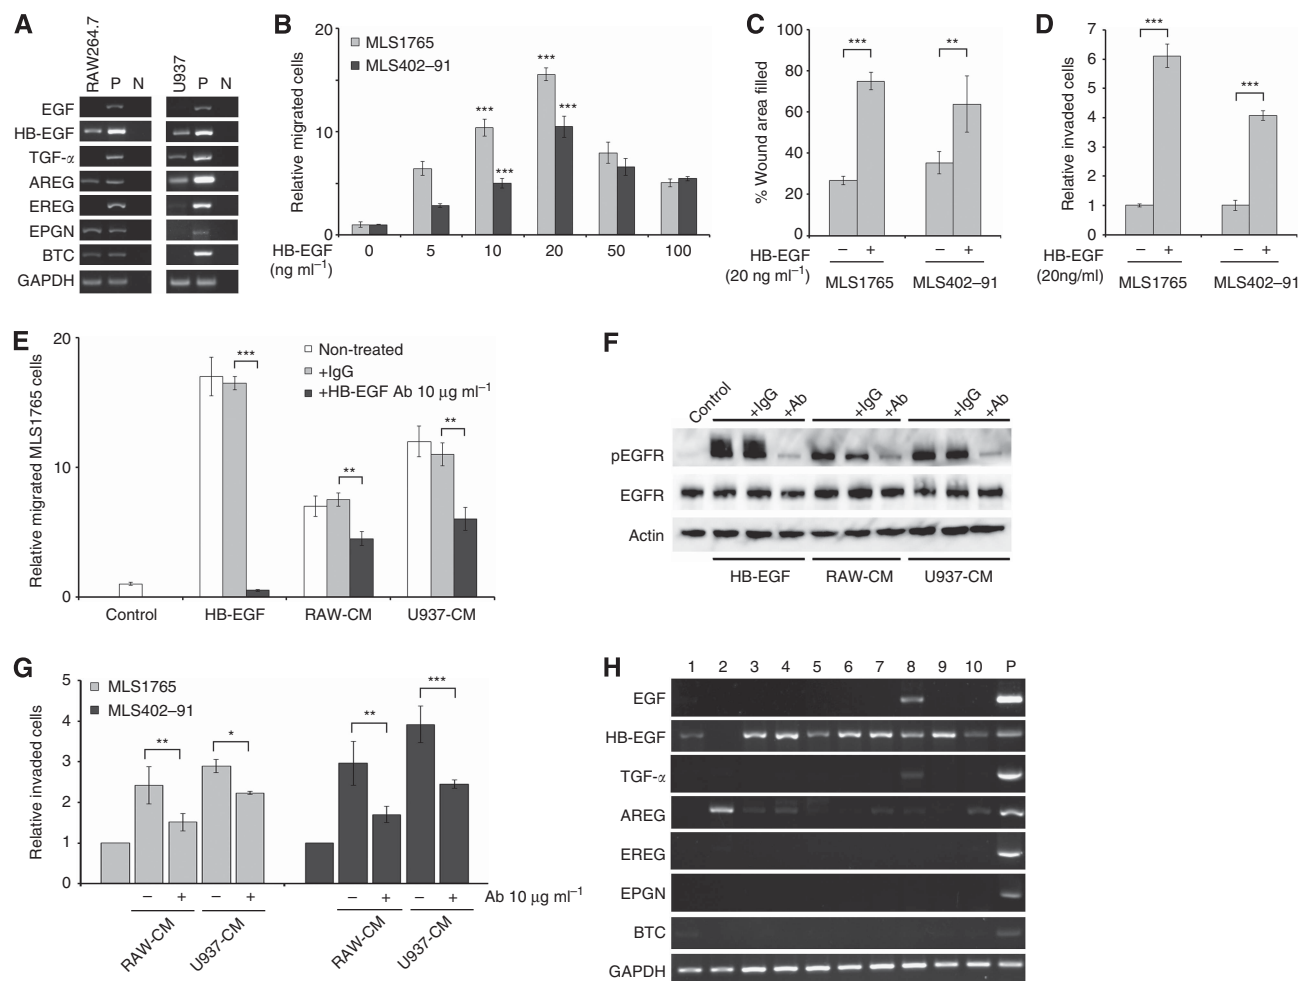 A
RAW264.7 P N
U937 P N
EGF
HB-EGF
TGF-α
AREG
EREG
EPGN
BTC
GAPDH
B
MLS1765
MLS402–91
Relative migrated cells
20
10
0
***
***
***
***
0 5 10 20 50 100
HB-EGF
(ng ml–1)
C
% Wound area filled
100
80
60
40
20
0
***
**
– + – +
HB-EGF
(20 ng ml–1)
MLS1765 MLS402–91
D
Relative invaded cells
7
6
5
4
3
2
1
0
***
***
– + – +
HB-EGF
(20ng/ml)
MLS1765 MLS402–91
E
Relative migrated MLS1765 cells
20
10
0
Non-treated
+IgG
+HB-EGF Ab 10 μg ml–1
***
**
**
Control HB-EGF RAW-CM U937-CM
F
Control +IgG +Ab +IgG +Ab +IgG +Ab
pEGFR
EGFR
Actin
HB-EGF RAW-CM U937-CM
G
Relative invaded cells
5
4
3
2
1
0
MLS1765
MLS402–91
**
*
**
***
– + – + – + Ab 10 μg ml–1
RAW-CM U937-CM RAW-CM U937-CM
H
1 2 3 4 5 6 7 8 9 10 P
EGF
HB-EGF
TGF-α
AREG
EREG
EPGN
BTC
GAPDH